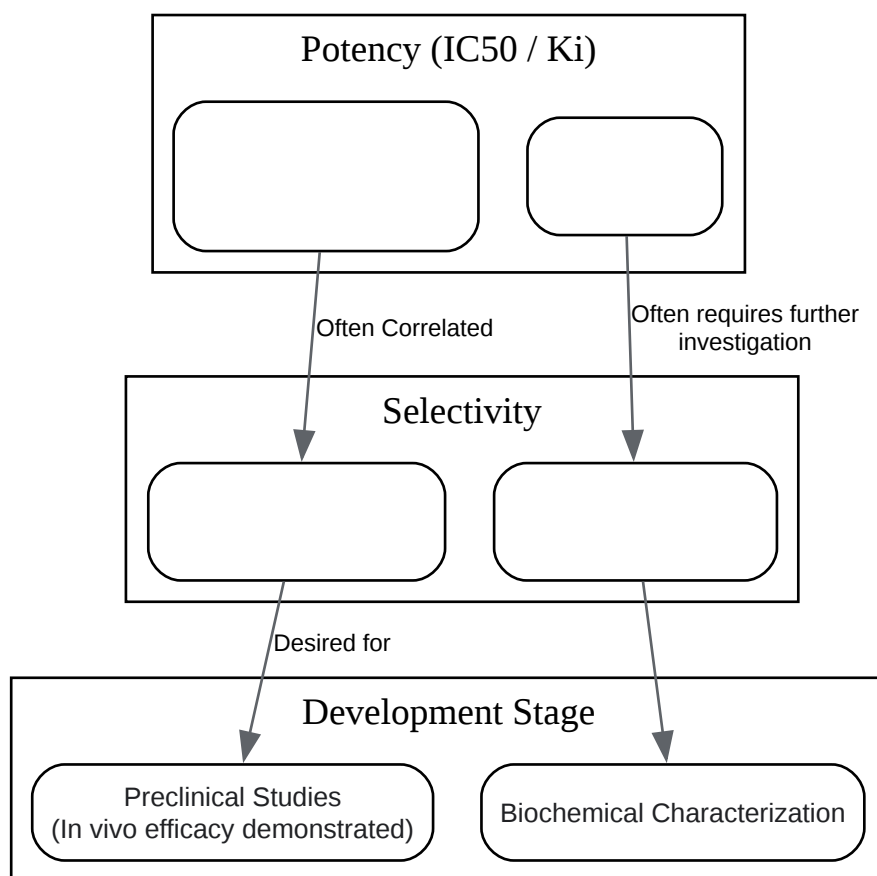 Potency (IC50 / Ki)
Often Correlated
Often requires further
investigation
Selectivity
Desired for
Development Stage
Preclinical Studies
(In vivo efficacy demonstrated)
Biochemical Characterization